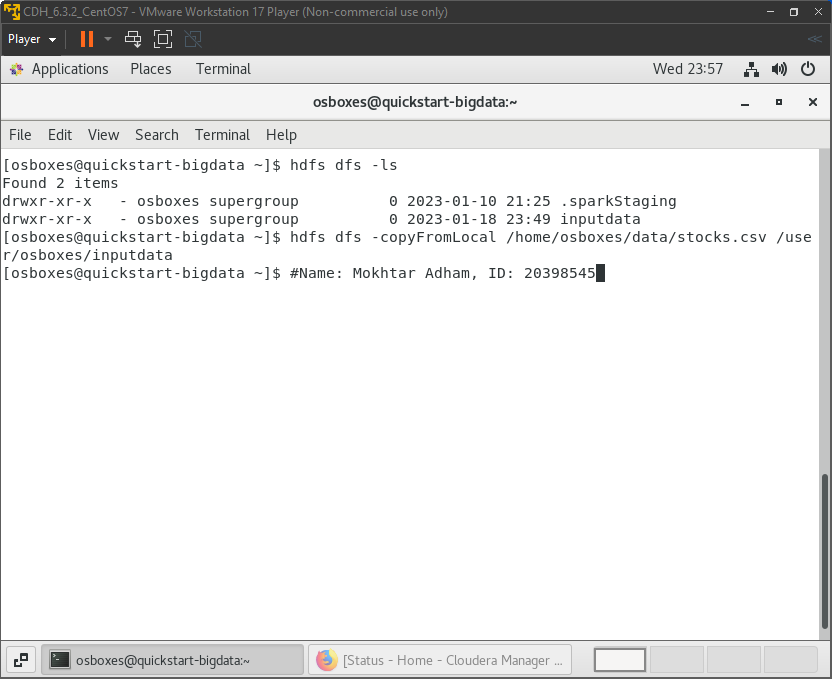 CDH_6.3.2_CentOS7 - VMware Workstation 17 Player (Non-commercial use only)
Player
Applications Places Terminal Wed 23:57
osboxes@quickstart-bigdata:~
File Edit View Search Terminal Help
[osboxes@quickstart-bigdata ~]$ hdfs dfs -ls
Found 2 items
drwxr-xr-x   - osboxes supergroup          0 2023-01-10 21:25 .sparkStaging
drwxr-xr-x   - osboxes supergroup          0 2023-01-18 23:49 inputdata
[osboxes@quickstart-bigdata ~]$ hdfs dfs -copyFromLocal /home/osboxes/data/stocks.csv /use
r/osboxes/inputdata
[osboxes@quickstart-bigdata ~]$ #Name: Mokhtar Adham, ID: 20398545
osboxes@quickstart-bigdata:~ [Status - Home - Cloudera Manager ...